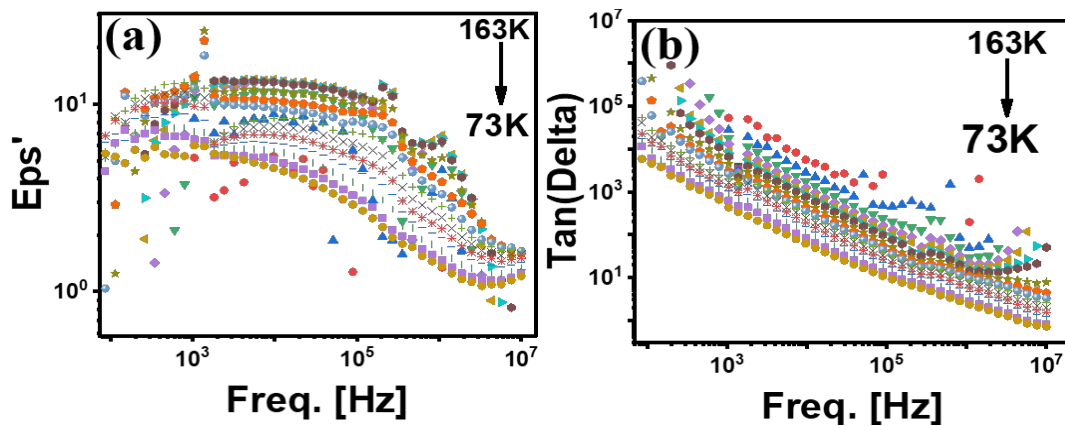 (a)
163K
73K
10¹
10⁰
Eps'
10³
10⁵
10⁷
Freq. [Hz]
(b)
163K
73K
10⁷
10⁵
10³
10¹
Tan(Delta)
10³
10⁵
10⁷
Freq. [Hz]